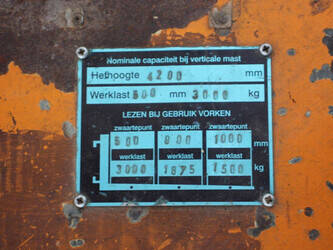 Nominale capaciteit bij verticale mast
Hefhoogte 4200 mm
Werklast 500 mm 3000 kg
LEZEN BIJ GEBRUIK VORKEN
zwaartepunt zwaartepunt zwaartepunt
500 800 1000 mm
werklast werklast werklast
3000 1875 1500 kg